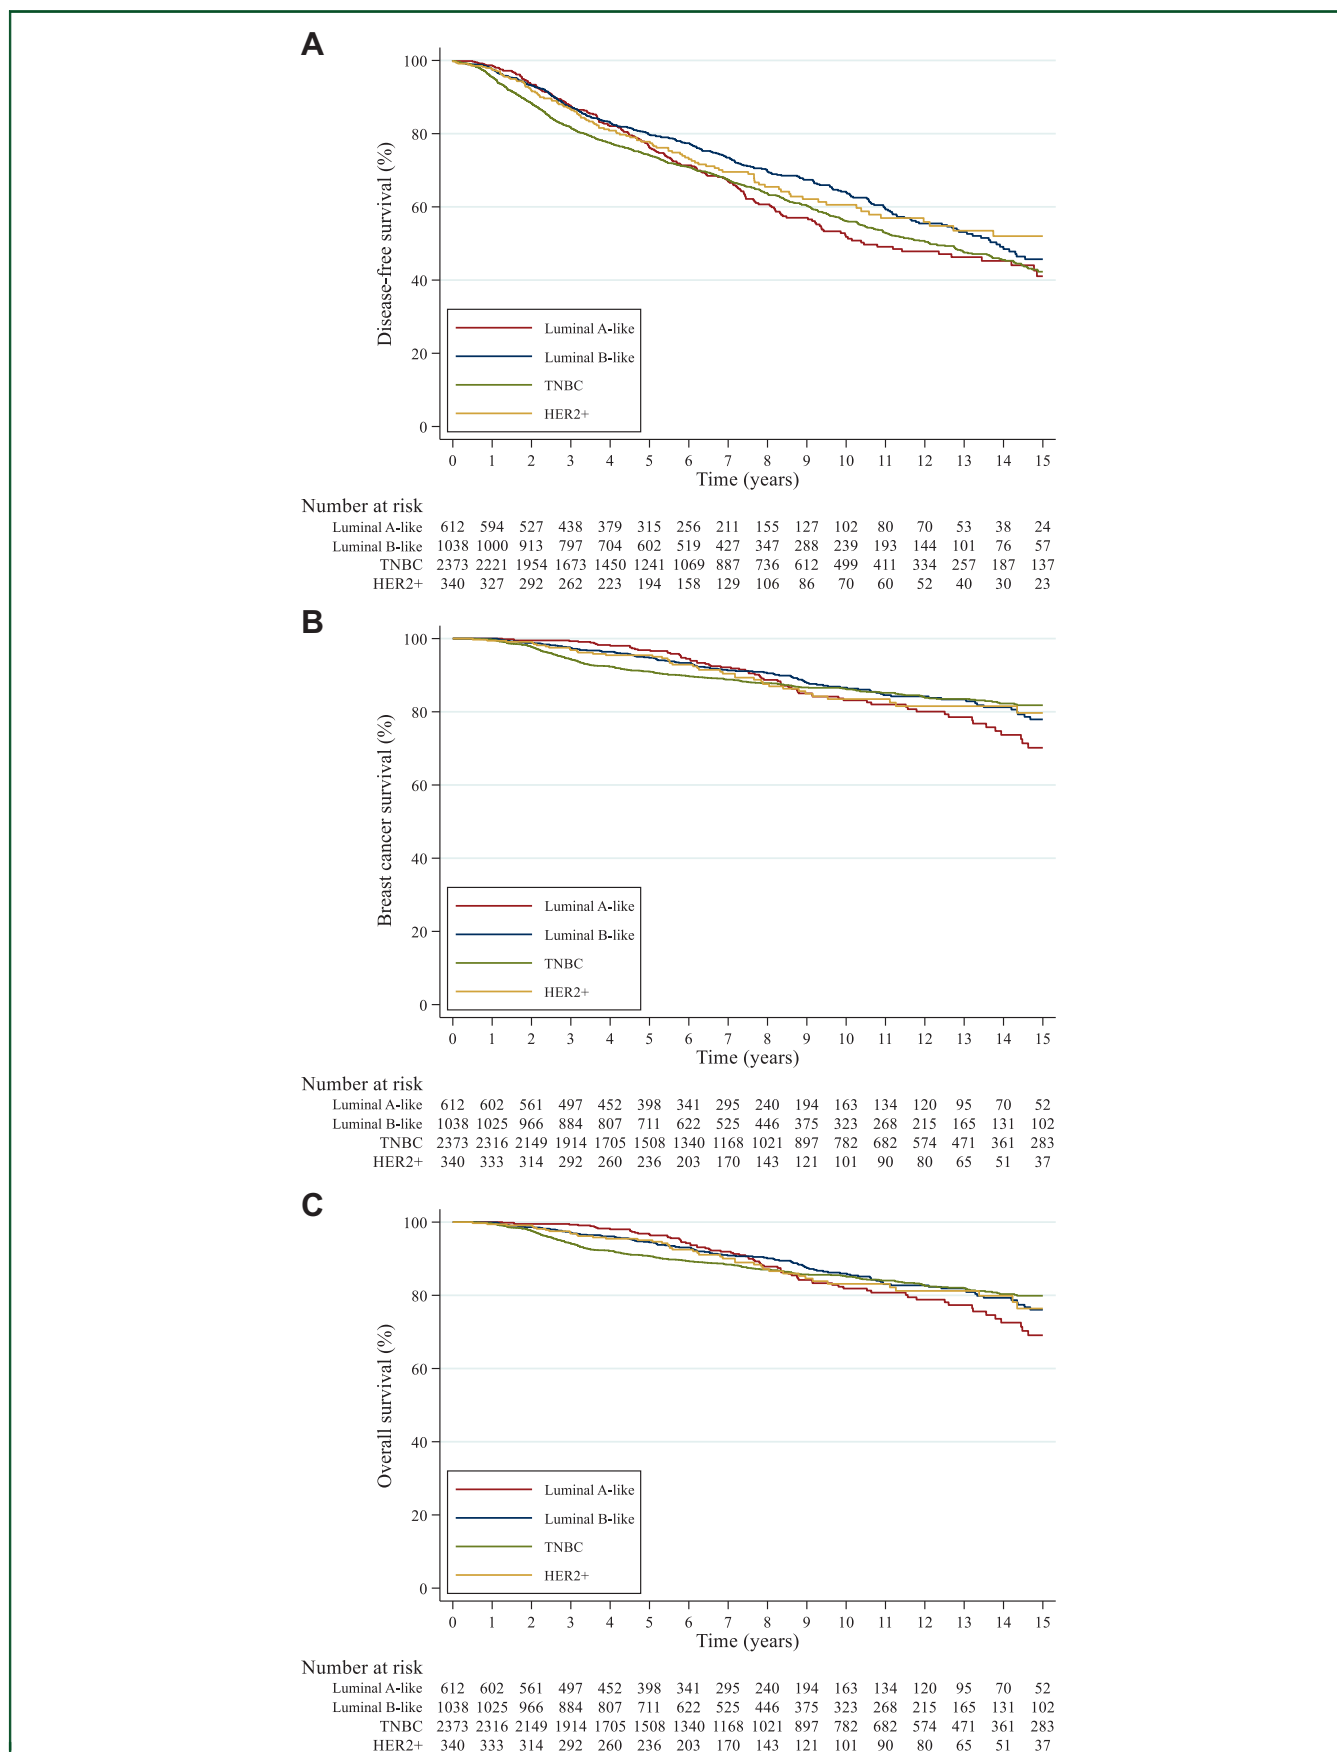 A
100
80
60
40
20
0
Disease-free survival (%)
Luminal A-like
Luminal B-like
TNBC
HER2+
0 1 2 3 4 5 6 7 8 9 10 11 12 13 14 15
Time (years)
Number at risk
Luminal A-like 612 594 527 438 379 315 256 211 155 127 102 80 70 53 38 24
Luminal B-like 1038 1000 913 797 704 602 519 427 347 288 239 193 144 101 76 57
TNBC 2373 2221 1954 1673 1450 1241 1069 887 736 612 499 411 334 257 187 137
HER2+ 340 327 292 262 223 194 158 129 106 86 70 60 52 40 30 23
B
100
80
60
40
20
0
Breast cancer survival (%)
Luminal A-like
Luminal B-like
TNBC
HER2+
0 1 2 3 4 5 6 7 8 9 10 11 12 13 14 15
Time (years)
Number at risk
Luminal A-like 612 602 561 497 452 398 341 295 240 194 163 134 120 95 70 52
Luminal B-like 1038 1025 966 884 807 711 622 525 446 375 323 268 215 165 131 102
TNBC 2373 2316 2149 1914 1705 1508 1340 1168 1021 897 782 682 574 471 361 283
HER2+ 340 333 314 292 260 236 203 170 143 121 101 90 80 65 51 37
C
100
80
60
40
20
0
Overall survival (%)
Luminal A-like
Luminal B-like
TNBC
HER2+
0 1 2 3 4 5 6 7 8 9 10 11 12 13 14 15
Time (years)
Number at risk
Luminal A-like 612 602 561 497 452 398 341 295 240 194 163 134 120 95 70 52
Luminal B-like 1038 1025 966 884 807 711 622 525 446 375 323 268 215 165 131 102
TNBC 2373 2316 2149 1914 1705 1508 1340 1168 1021 897 782 682 574 471 361 283
HER2+ 340 333 314 292 260 236 203 170 143 121 101 90 80 65 51 37